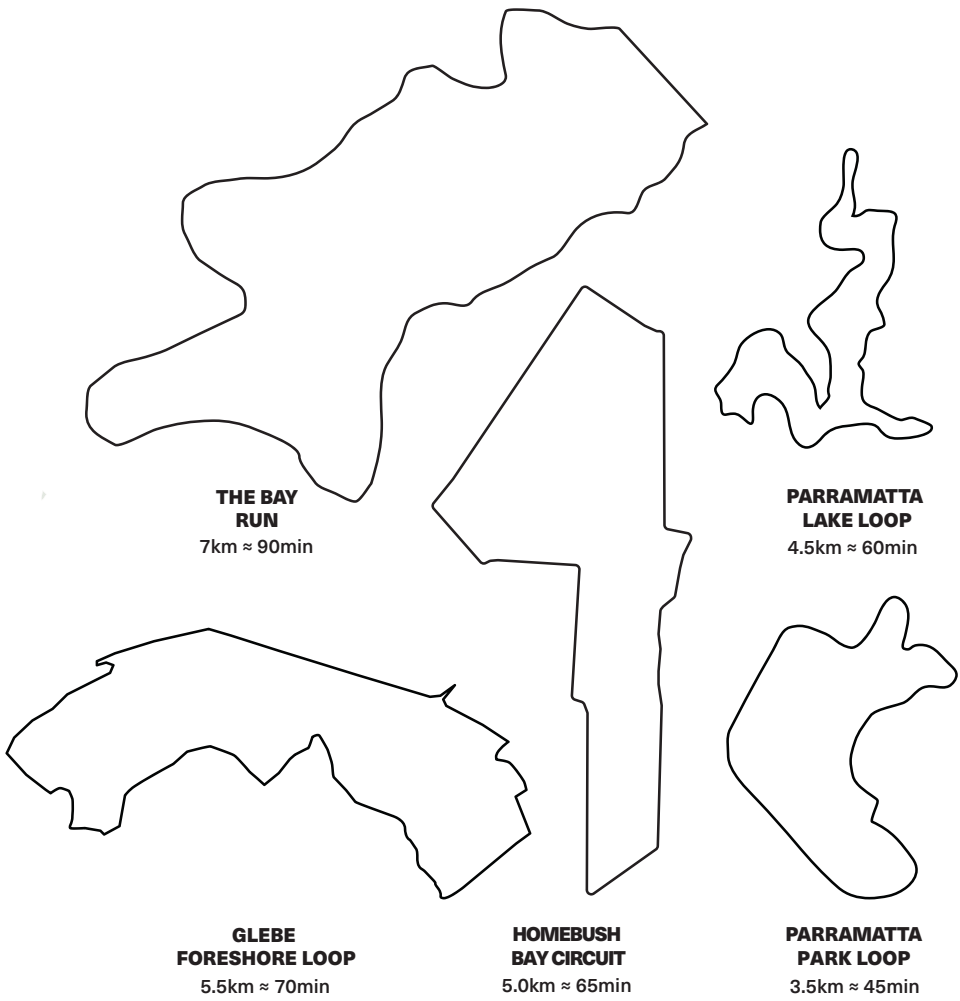 THE BAY
RUN
7km ≈ 90min
PARRAMATTA
LAKE LOOP
4.5km ≈ 60min
GLEBE
FORESHORE LOOP
5.5km ≈ 70min
HOMEBUSH
BAY CIRCUIT
5.0km ≈ 65min
PARRAMATTA
PARK LOOP
3.5km ≈ 45min